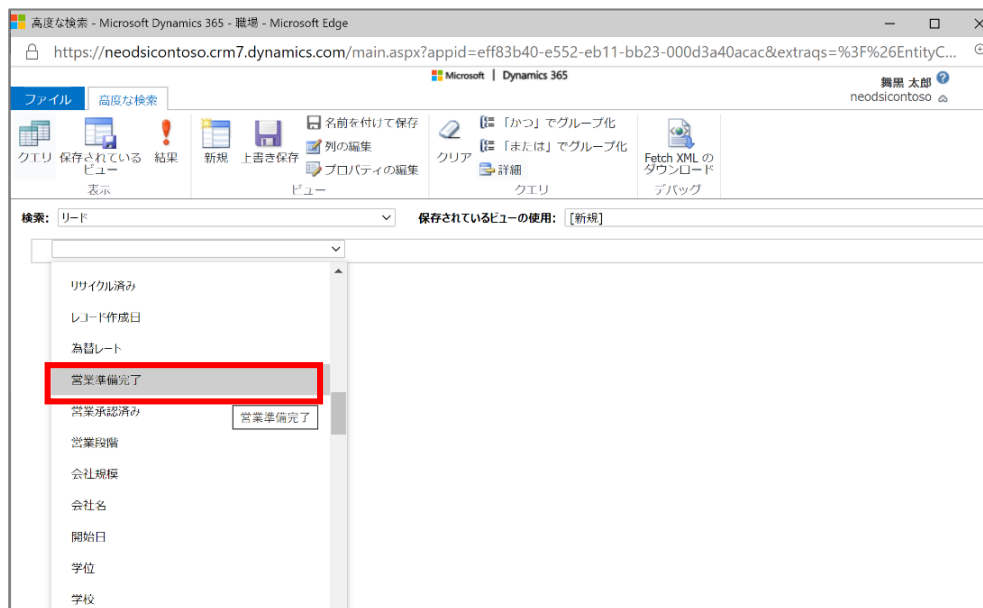 高度な検索 - Microsoft Dynamics 365 - 職場 - Microsoft Edge
https://neodsicontoso.crm7.dynamics.com/main.aspx?appid=eff83b40-e552-eb11-bb23-000d3a40acac&extraqs=%3F%26EntityC...
Microsoft | Dynamics 365
舞黒 太郎
neodsicontoso
ファイル 高度な検索
クエリ 保存されているビュー 結果
表示
新規 上書き保存 名前を付けて保存
列の編集
プロパティの編集
ビュー
クリア 「かつ」でグループ化
「または」でグループ化
詳細
クエリ
Fetch XML の
ダウンロード
デバッグ
検索: リード 保存されているビューの使用: [新規]
リサイクル済み
レコード作成日
為替レート
営業準備完了
営業承認済み
営業準備完了
営業段階
会社規模
会社名
開始日
学位
学校